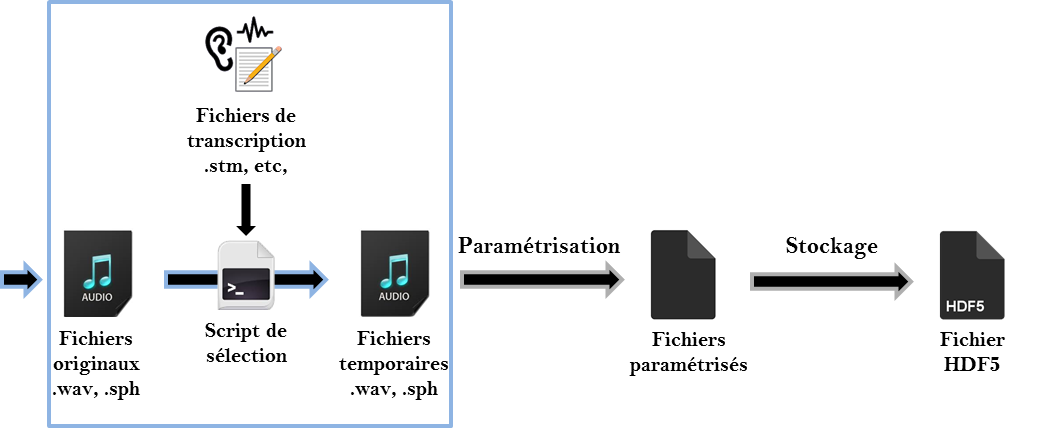 Fichiers de
transcription
.stm, etc,
AUDIO
Fichiers
originaux
.wav, .sph
>_
Script de
sélection
AUDIO
Fichiers
temporaires
.wav, .sph
Paramétrisation
Fichiers
paramétrisés
Stockage
HDF5
Fichier
HDF5